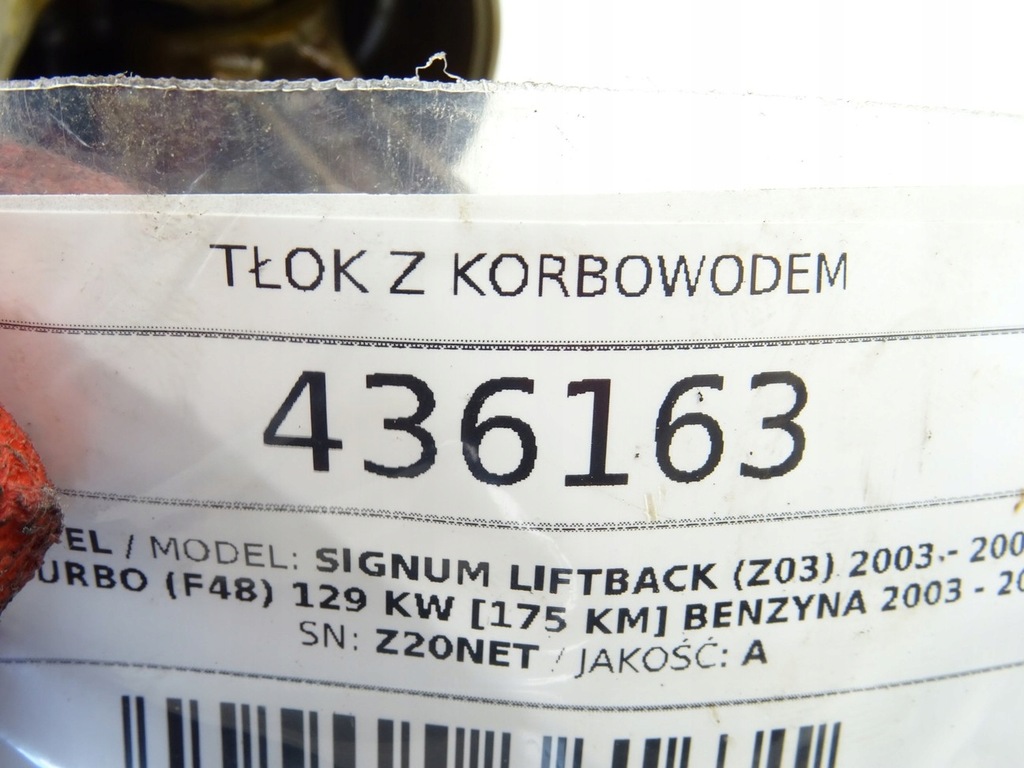 TŁOK Z KORBOWODEM
436163
EL / MODEL: SIGNUM LIFTBACK (Z03) 2003.- 200
URBO (F48) 129 KW [175 KM] BENZYNA 2003 - 20
SN: Z20NET / JAKOŚĆ: A